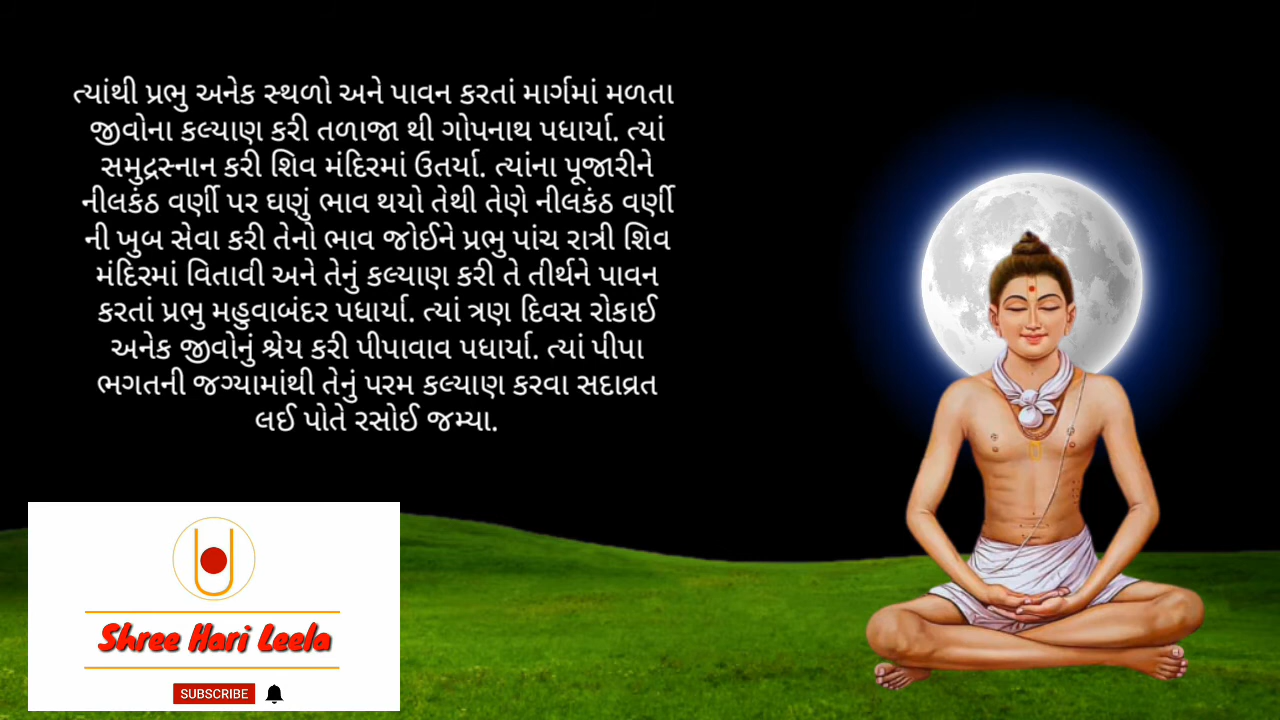 ત્યાંથી પ્રભુ અનેક સ્થળો અને પાવન કરતાં માર્ગમાં મળતા
જીવોના કલ્યાણ કરી તળાજા થી ગોપનાથ પધાર્યા. ત્યાં
સમુદ્રસ્નાન કરી શિવ મંદિરમાં ઉતર્યા. ત્યાંના પૂજારીને
નીલકંઠ વર્ણી પર ઘણું ભાવ થયો તેથી તેણે નીલકંઠ વર્ણી
ની ખુબ સેવા કરી તેનો ભાવ જોઈને પ્રભુ પાંચ રાત્રી શિવ
મંદિરમાં વિતાવી અને તેનું કલ્યાણ કરી તે તીર્થને પાવન
કરતાં પ્રભુ મહુવાબંદર પધાર્યા. ત્યાં ત્રણ દિવસ રોકાઈ
અનેક જીવોનું શ્રેય કરી પીપાવાવ પધાર્યા. ત્યાં પીપા
ભગતની જગ્યામાંથી તેનું પરમ કલ્યાણ કરવા સદાવ્રત
લઈ પોતે રસોઈ જમ્યા.
Shree Hari Leela
SUBSCRIBE